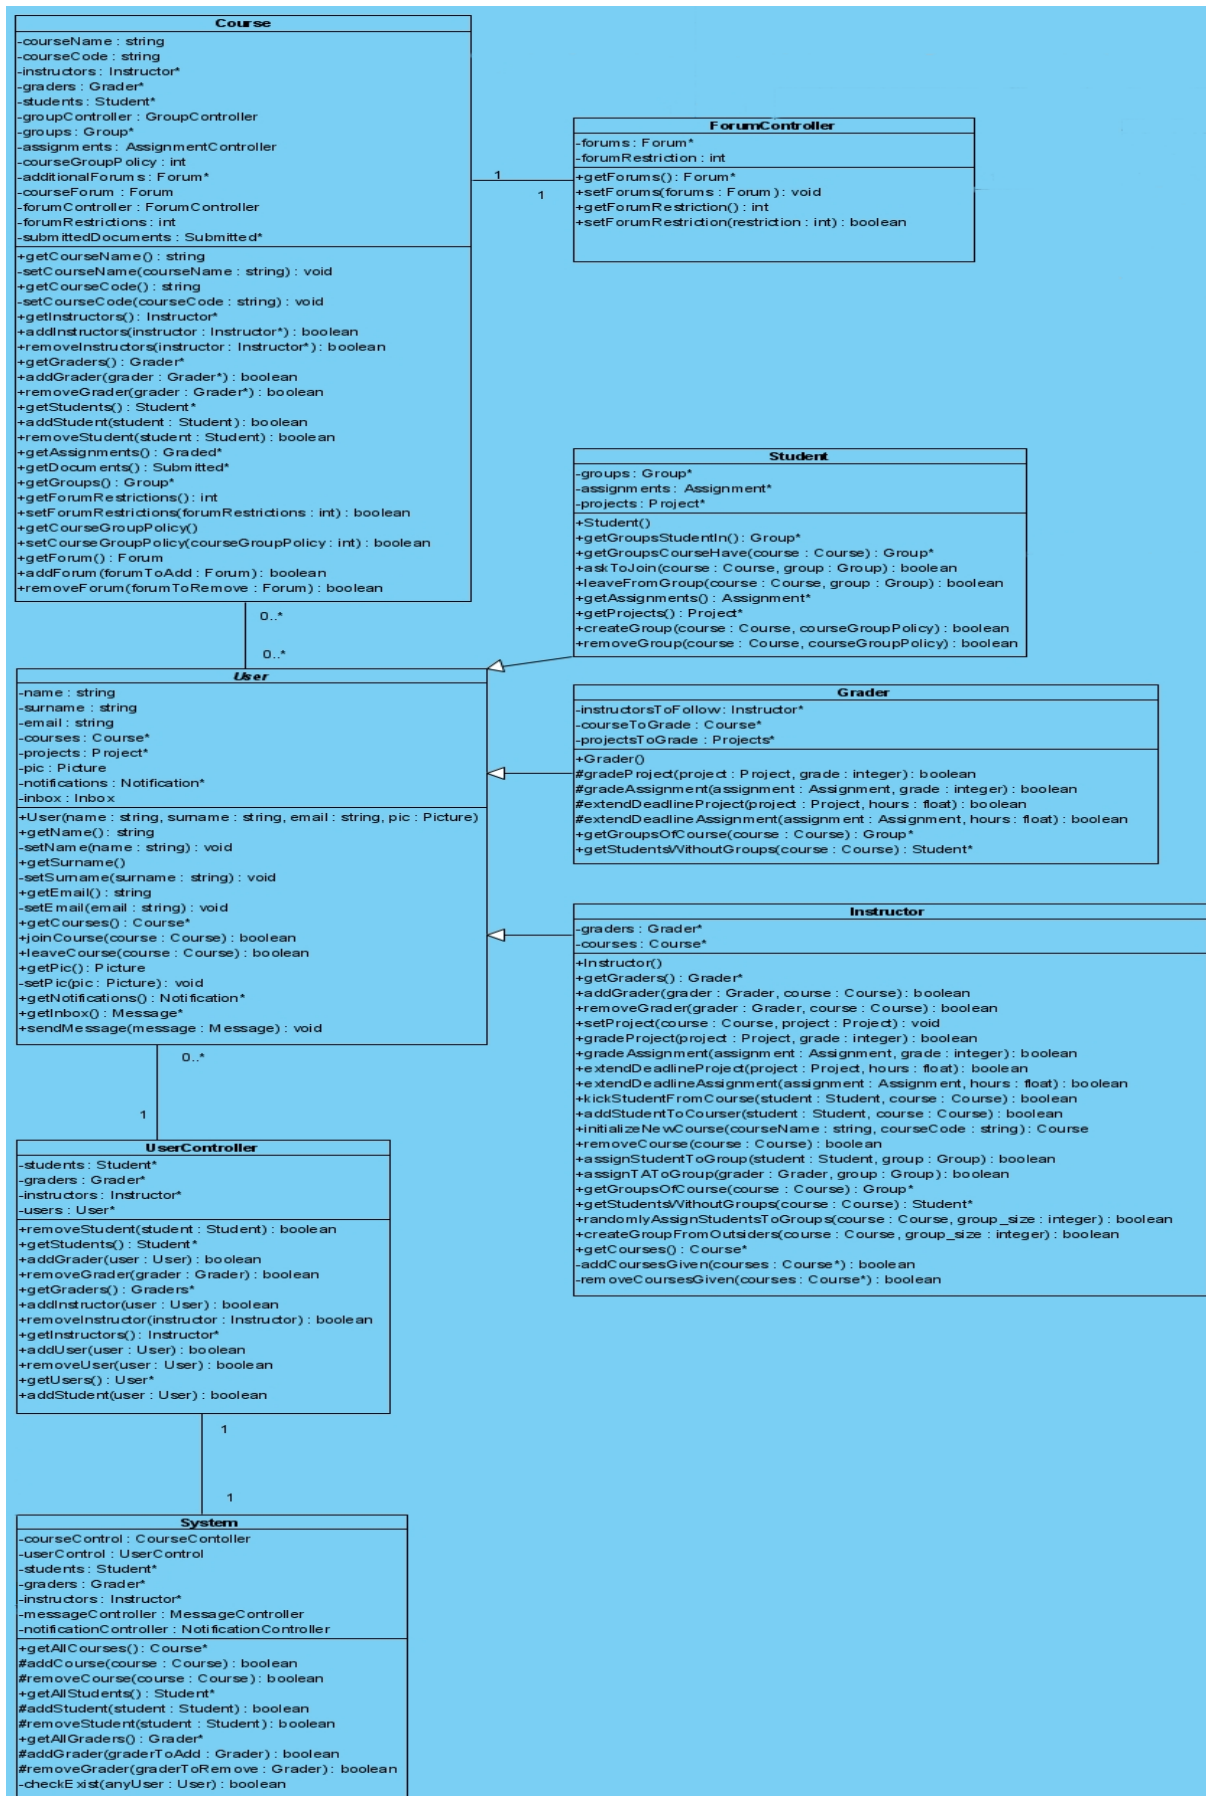 Course
-courseName : string
-courseCode : string
-instructors : Instructor*
-graders : Grader*
-students : Student*
-groupController : GroupController
-groups : Group*
-assignments : AssignmentController
-courseGroupPolicy : int
-additionalForums : Forum*
-courseForum : Forum
-forumController : ForumController
-forumRestrictions : int
-submittedDocuments : Submitted*
+getCourseName() : string
-setCourseName(courseName : string) : void
+getCourseCode() : string
-setCourseCode(courseCode : string) : void
+getInstructors() : Instructor*
+addInstructors(instructor : Instructor*) : boolean
+removeInstructors(instructor : Instructor*) : boolean
+getGraders() : Grader*
+addGrader(grader : Grader*) : boolean
+removeGrader(grader : Grader*) : boolean
+getStudents() : Student*
+addStudent(student : Student) : boolean
+removeStudent(student : Student) : boolean
+getAssignments() : Graded*
+getDocuments() : Submitted*
+getGroups() : Group*
+getForumRestrictions() : int
+setForumRestrictions(forumRestrictions : int) : boolean
+getCourseGroupPolicy()
+setCourseGroupPolicy(courseGroupPolicy : int) : boolean
+getForum() : Forum
+addForum(forumToAdd : Forum) : boolean
+removeForum(forumToRemove : Forum) : boolean
1
1
ForumController
-forums : Forum*
-forumRestriction : int
+getForums() : Forum*
+setForums(forums : Forum) : void
+getForumRestriction() : int
+setForumRestriction(restriction : int) : boolean
0..*
0..*
Student
-groups : Group*
-assignments : Assignment*
-projects : Project*
+Student()
+getGroupsStudentIn() : Group*
+getGroupsCourseHave(course : Course) : Group*
+askToJoin(course : Course, group : Group) : boolean
+leaveFromGroup(course : Course, group : Group) : boolean
+getAssignments() : Assignment*
+getProjects() : Project*
+createGroup(course : Course, courseGroupPolicy) : boolean
+removeGroup(course : Course, courseGroupPolicy) : boolean
User
-name : string
-surname : string
-email : string
-courses : Course*
-projects : Project*
-pic : Picture
-notifications : Notification*
-inbox : Inbox
+User(name : string, surname : string, email : string, pic : Picture)
+getName() : string
-setName(name : string) : void
+getSurname()
-setSurname(surname : string) : void
+getEmail() : string
-setEmail(email : string) : void
+getCourses() : Course*
+joinCourse(course : Course) : boolean
+leaveCourse(course : Course) : boolean
+getPic() : Picture
-setPic(pic : Picture) : void
+getNotifications() : Notification*
+getInbox() : Message*
+sendMessage(message : Message) : void
Grader
-instructorsToFollow : Instructor*
-courseToGrade : Course*
-projectsToGrade : Projects*
+Grader()
#gradeProject(project : Project, grade : integer) : boolean
#gradeAssignment(assignment : Assignment, grade : integer) : boolean
#extendDeadlineProject(project : Project, hours : float) : boolean
#extendDeadlineAssignment(assignment : Assignment, hours : float) : boolean
+getGroupsOfCourse(course : Course) : Group*
+getStudentsWithoutGroups(course : Course) : Student*
Instructor
-graders : Grader*
-courses : Course*
+Instructor()
+getGraders() : Grader*
+addGrader(grader : Grader, course : Course) : boolean
+removeGrader(grader : Grader, course : Course) : boolean
+setProject(course : Course, project : Project) : void
+gradeProject(project : Project, grade : integer) : boolean
+gradeAssignment(assignment : Assignment, grade : integer) : boolean
+extendDeadlineProject(project : Project, hours : float) : boolean
+extendDeadlineAssignment(assignment : Assignment, hours : float) : boolean
+kickStudentFromCourse(student : Student, course : Course) : boolean
+addStudentToCourser(student : Student, course : Course) : boolean
+initializeNewCourse(courseName : string, courseCode : string) : Course
+removeCourse(course : Course) : boolean
+assignStudentToGroup(student : Student, group : Group) : boolean
+assignTAToGroup(grader : Grader, group : Group) : boolean
+getGroupsOfCourse(course : Course) : Group*
+getStudentsWithoutGroups(course : Course) : Student*
+randomlyAssignStudentsToGroups(course : Course, group_size : integer) : boolean
+createGroupFromOutsiders(course : Course, group_size : integer) : boolean
+getCourses() : Course*
-addCoursesGiven(courses : Course*) : boolean
-removeCoursesGiven(courses : Course*) : boolean
0..*
1
UserController
-students : Student*
-graders : Grader*
-instructors : Instructor*
-users : User*
+removeStudent(student : Student) : boolean
+getStudents() : Student*
+addGrader(user : User) : boolean
+removeGrader(grader : Grader) : boolean
+getGraders() : Graders*
+addInstructor(user : User) : boolean
+removeInstructor(instructor : Instructor) : boolean
+getInstructors() : Instructor*
+addUser(user : User) : boolean
+removeUser(user : User) : boolean
+getUsers() : User*
+addStudent(user : User) : boolean
1
1
System
-courseControl : CourseContoller
-userControl : UserControl
-students : Student*
-graders : Grader*
-instructors : Instructor*
-messageController : MessageController
-notificationController : NotificationController
+getAllCourses() : Course*
#addCourse(course : Course) : boolean
#removeCourse(course : Course) : boolean
+getAllStudents() : Student*
#addStudent(student : Student) : boolean
#removeStudent(student : Student) : boolean
+getAllGraders() : Grader*
#addGrader(graderToAdd : Grader) : boolean
#removeGrader(graderToRemove : Grader) : boolean
-checkExist(anyUser : User) : boolean